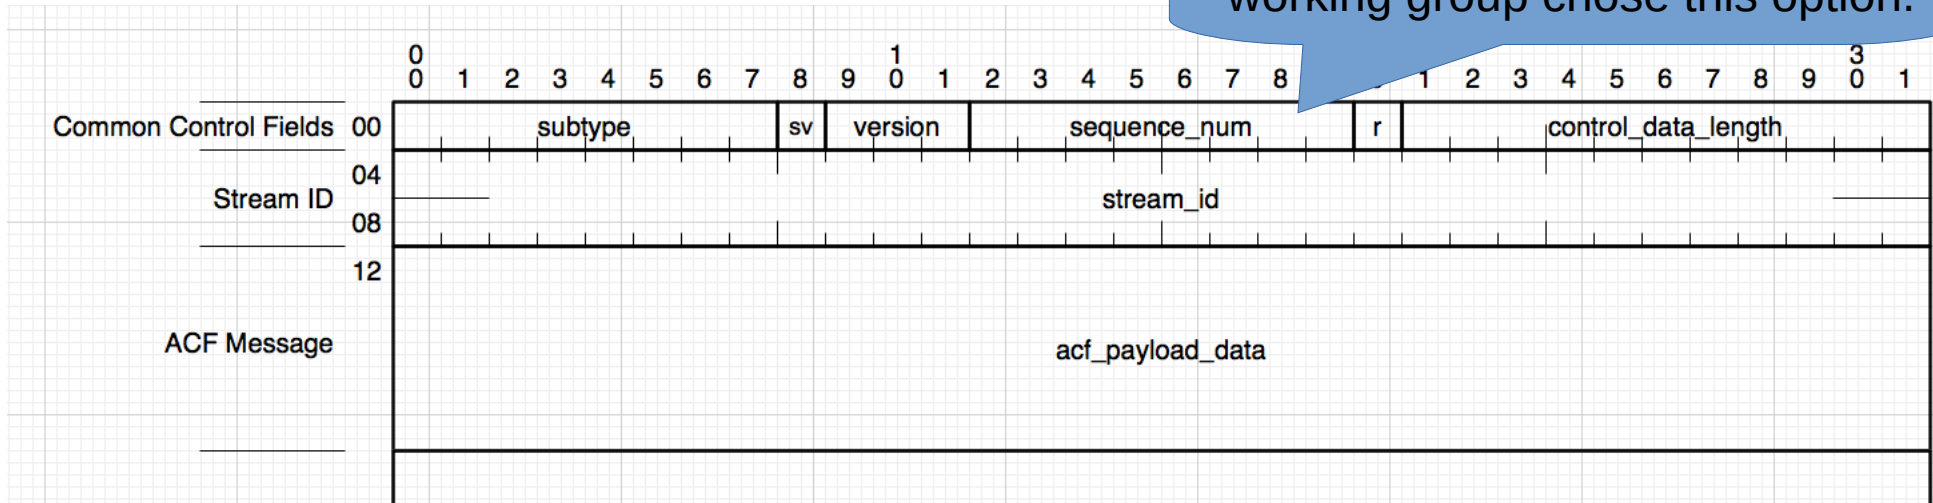 working group chose this option.
0 1 3
0 1 2 3 4 5 6 7 8 9 0 1 2 3 4 5 6 7 8 1 2 3 4 5 6 7 8 9 0 1
Common Control Fields 00 subtype sv version sequence_num r control_data_length
04
Stream ID stream_id
08
12
ACF Message acf_payload_data